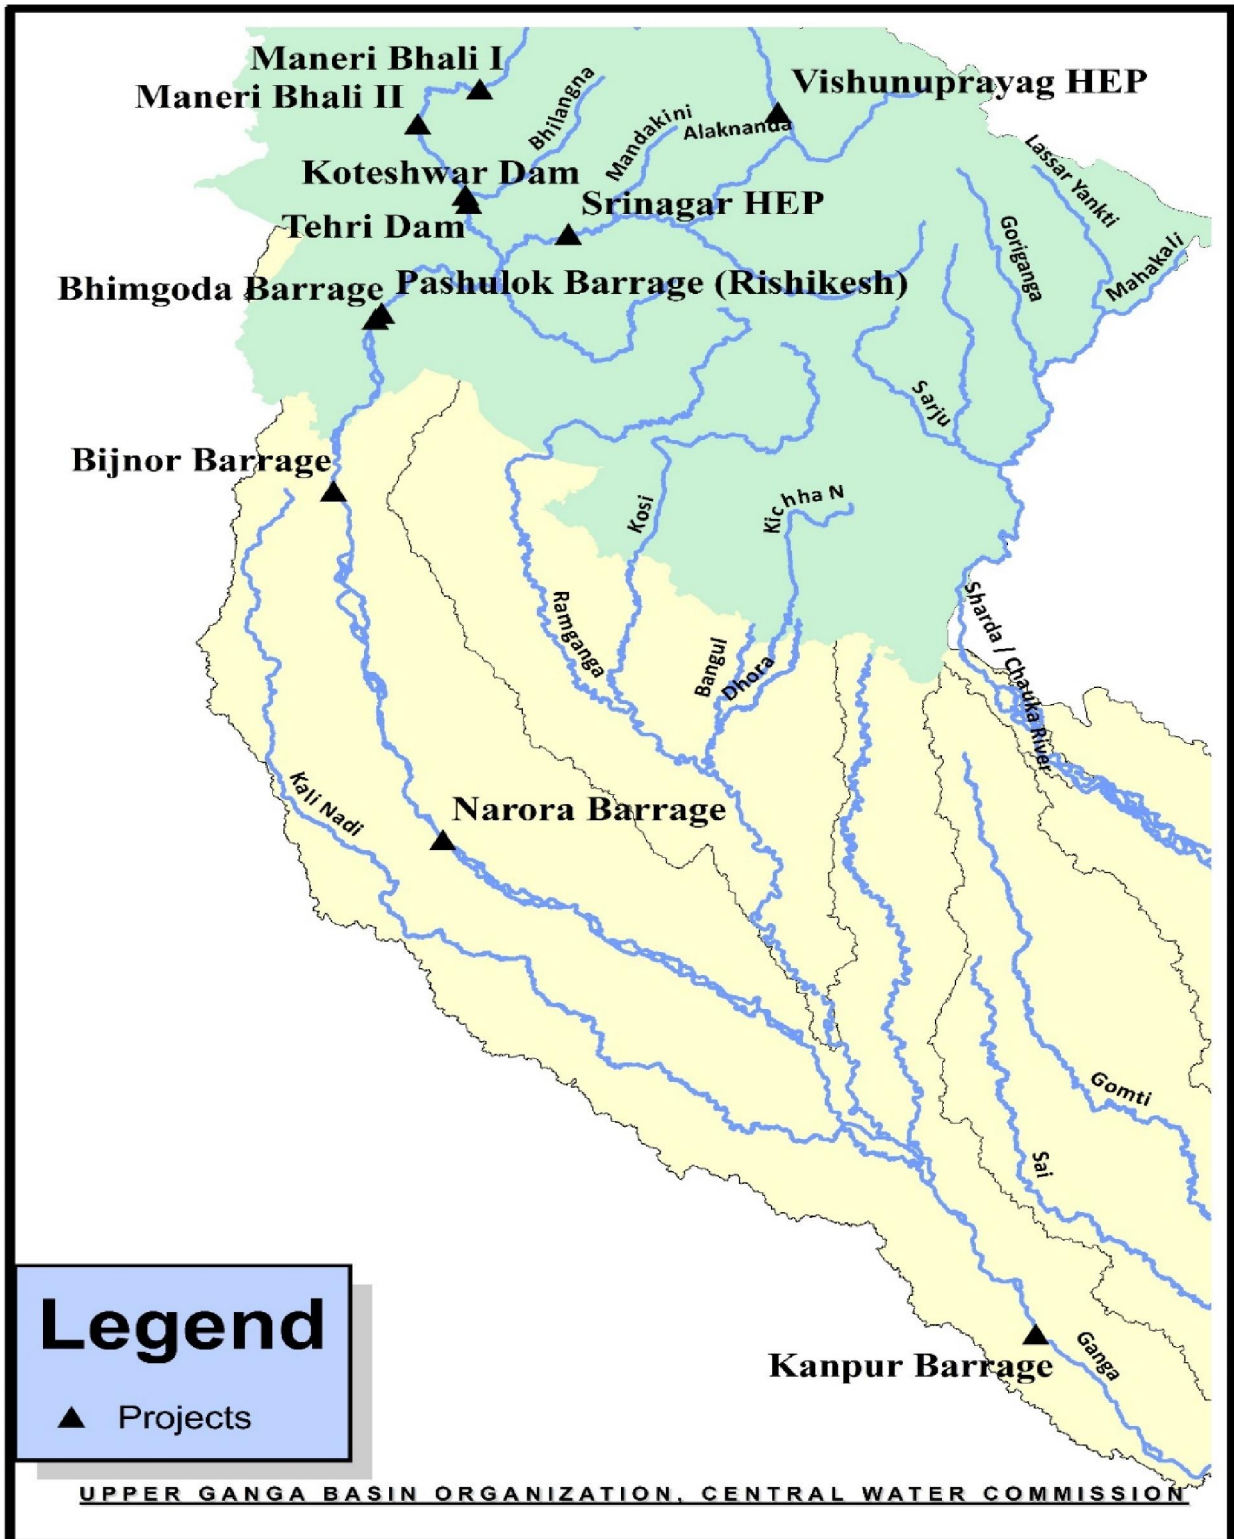 Maneri Bhali I
Maneri Bhali II
Vishunuprayag HEP
Bhilangna
Mandakini
Alaknanda
Lassar Yankti
Koteshwar Dam
Srinagar HEP
Tehri Dam
Goriganga
Mahakali
Bhimgoda Barrage
Pashulok Barrage (Rishikesh)
Sarju
Bijnor Barrage
Kosi
Kichha N
Ramganga
Bangul
Dhora
Sharda / Chauka River
Kali Nadi
Narora Barrage
Gomti
Sai
Kanpur Barrage
Ganga
Legend
Projects
UPPER GANGA BASIN ORGANIZATION, CENTRAL WATER COMMISSION